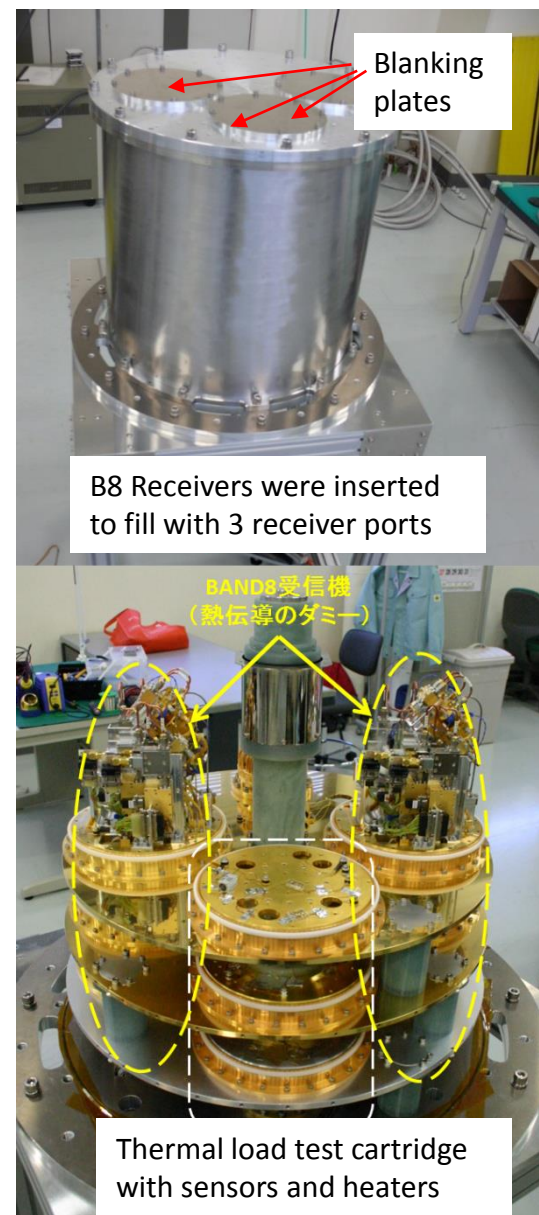 Blanking
plates
B8 Receivers were inserted
to fill with 3 receiver ports
BAND8受信機
（熱伝導のダミー）
Thermal load test cartridge
with sensors and heaters